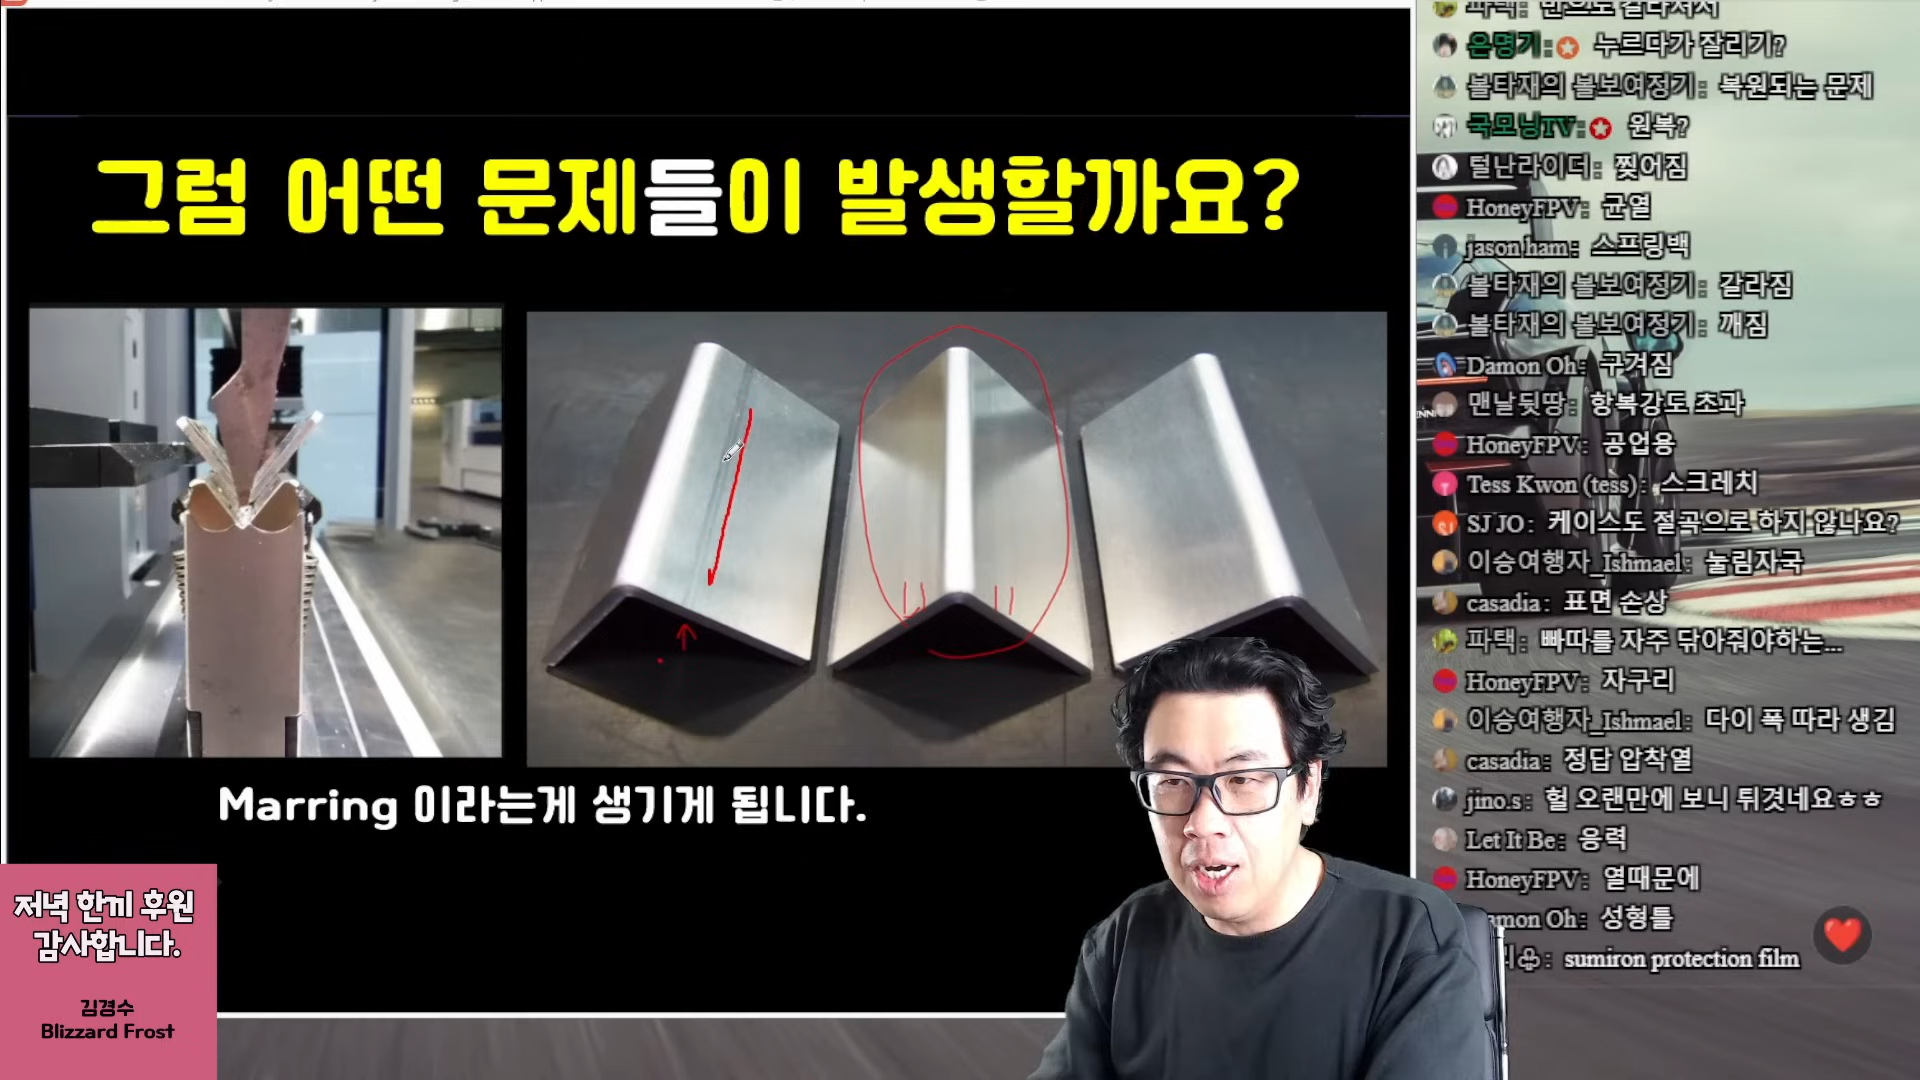 그럼 어떤 문제들이 발생할까요?
Marring 이라는게 생기게 됩니다.
저녁 한끼 후원
감사합니다.
김경수
Blizzard Frost
파택: 반으로 갈라져서
은명기: 누르다가 잘리기?
볼타재의 볼보여정기: 복원되는 문제
국모닝TV: 원복?
털난라이더: 찢어짐
HoneyFPV: 균열
jason ham: 스프링백
볼타재의 볼보여정기: 갈라짐
볼타재의 볼보여정기: 깨짐
Damon Oh: 구겨짐
맨날뒷땅: 항복강도 초과
HoneyFPV: 공업용
Tess Kwon (tess): 스크레치
SJ JO: 케이스도 절곡으로 하지 않나요?
이승여행자_Ishmael: 눌림자국
casadia: 표면 손상
파택: 빠따를 자주 닦아줘야하는...
HoneyFPV: 자구리
이승여행자_Ishmael: 다이 폭 따라 생김
casadia: 정답 압착열
jino.s: 헐 오랜만에 보니 튀겻네요ㅎㅎ
Let It Be: 응력
HoneyFPV: 열때문에
amon Oh: 성형틀
sumiron protection film